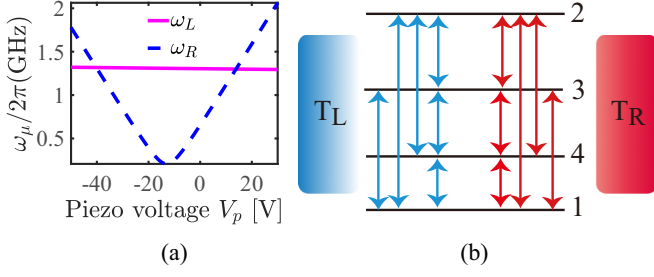 ω_μ/2π(GHz)
2
1.5
1
0.5
ω_L
ω_R
-40 -20 0 20
Piezo voltage V_p [V]
(a)
T_L
T_R
2
3
4
1
(b)